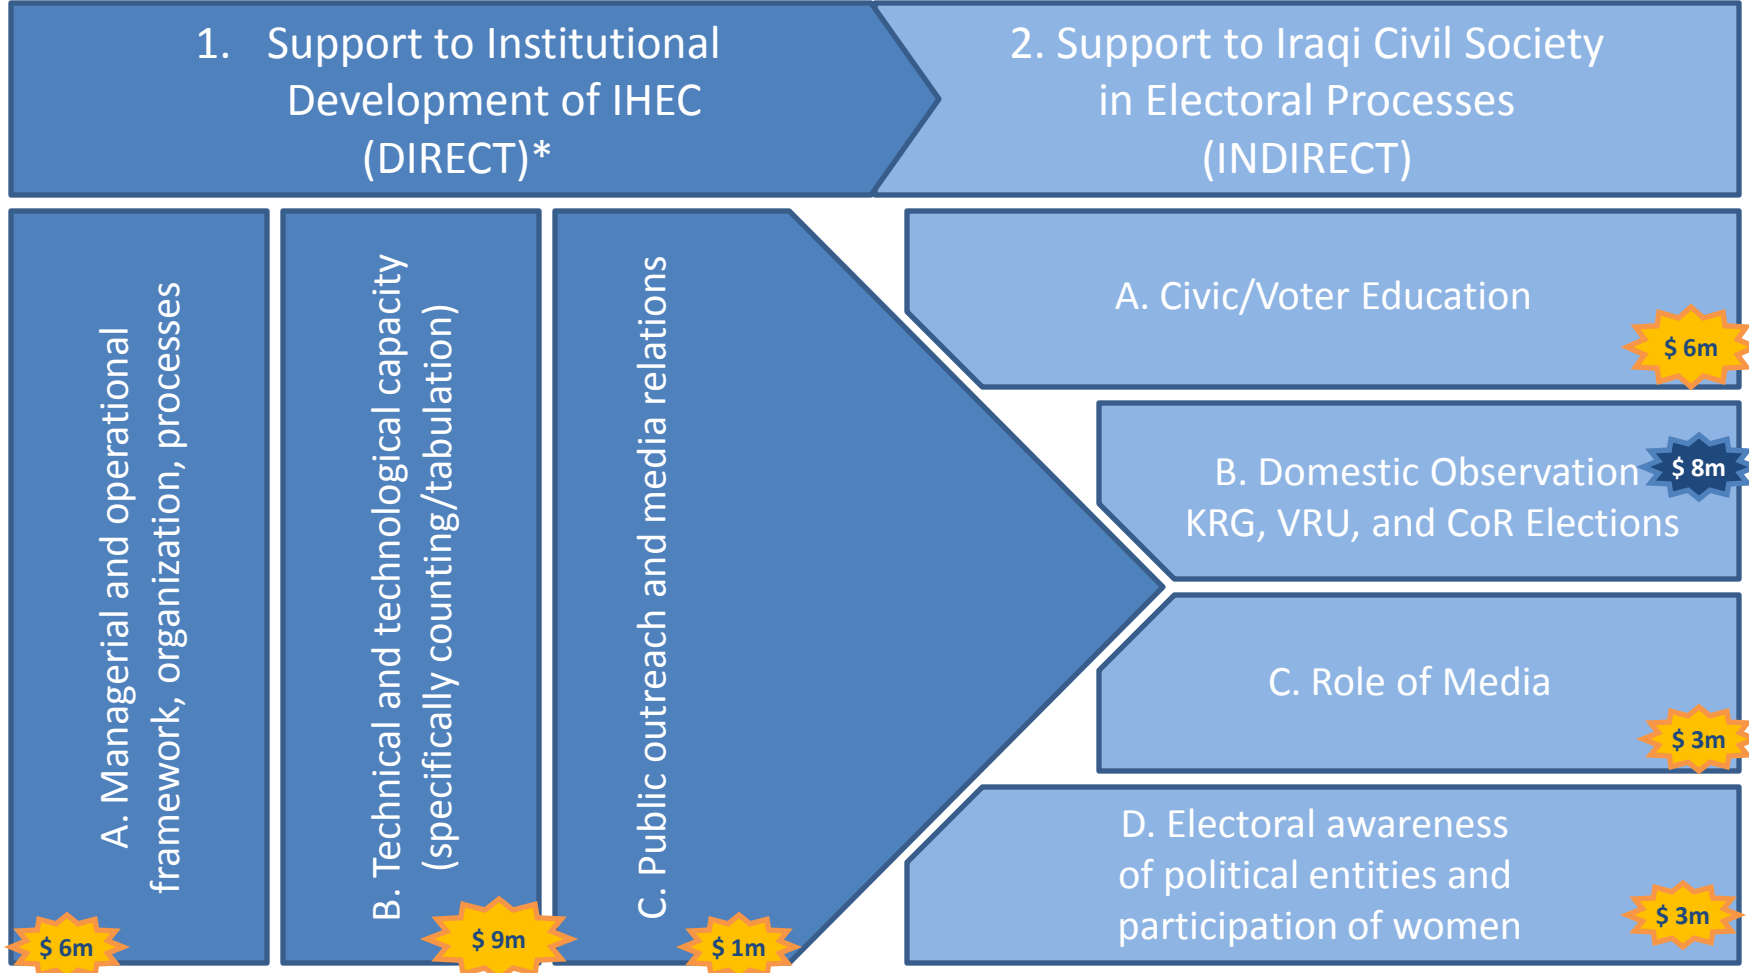 1. Support to Institutional
Development of IHEC
(DIRECT)*
2. Support to Iraqi Civil Society
in Electoral Processes
(INDIRECT)
A. Managerial and operational
framework, organization, processes
$ 6m
B. Technical and technological capacity
(specifically counting/tabulation)
$ 9m
C. Public outreach and media relations
$ 1m
A. Civic/Voter Education
$ 6m
B. Domestic Observation
KRG, VRU, and CoR Elections
$ 8m
C. Role of Media
$ 3m
D. Electoral awareness
of political entities and
participation of women
$ 3m